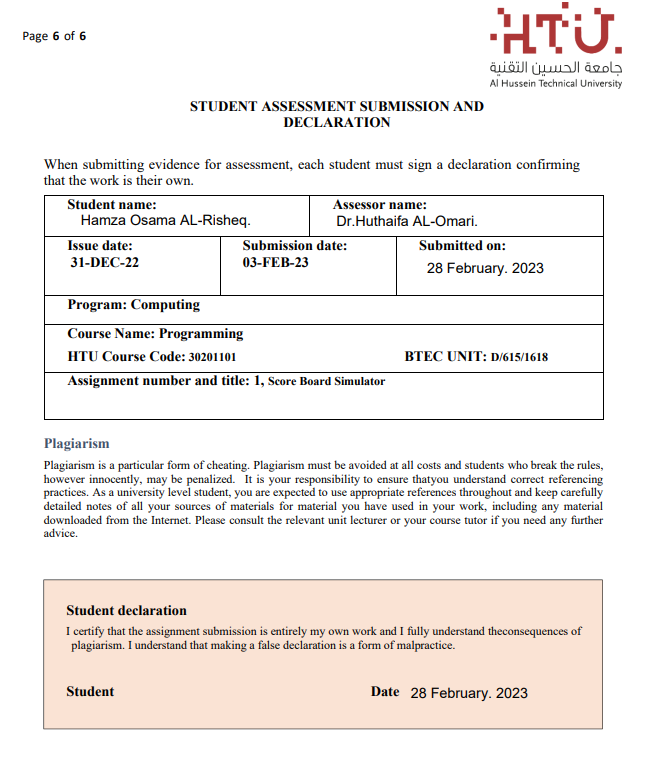 Page 6 of 6
HTU
جامعة الحسين التقنية
Al Hussein Technical University
STUDENT ASSESSMENT SUBMISSION AND
DECLARATION
When submitting evidence for assessment, each student must sign a declaration confirming
that the work is their own.
Student name: Assessor name:
Hamza Osama AL-Risheq. Dr.Huthaifa AL-Omari.
Issue date: Submission date: Submitted on:
31-DEC-22 03-FEB-23 28 February. 2023
Program: Computing
Course Name: Programming
HTU Course Code: 30201101 BTEC UNIT: D/615/1618
Assignment number and title: 1, Score Board Simulator
Plagiarism
Plagiarism is a particular form of cheating. Plagiarism must be avoided at all costs and students who break the rules,
however innocently, may be penalized. It is your responsibility to ensure thatyou understand correct referencing
practices. As a university level student, you are expected to use appropriate references throughout and keep carefully
detailed notes of all your sources of materials for material you have used in your work, including any material
downloaded from the Internet. Please consult the relevant unit lecturer or your course tutor if you need any further
advice.
Student declaration
I certify that the assignment submission is entirely my own work and I fully understand theconsequences of
plagiarism. I understand that making a false declaration is a form of malpractice.
Student Date 28 February. 2023